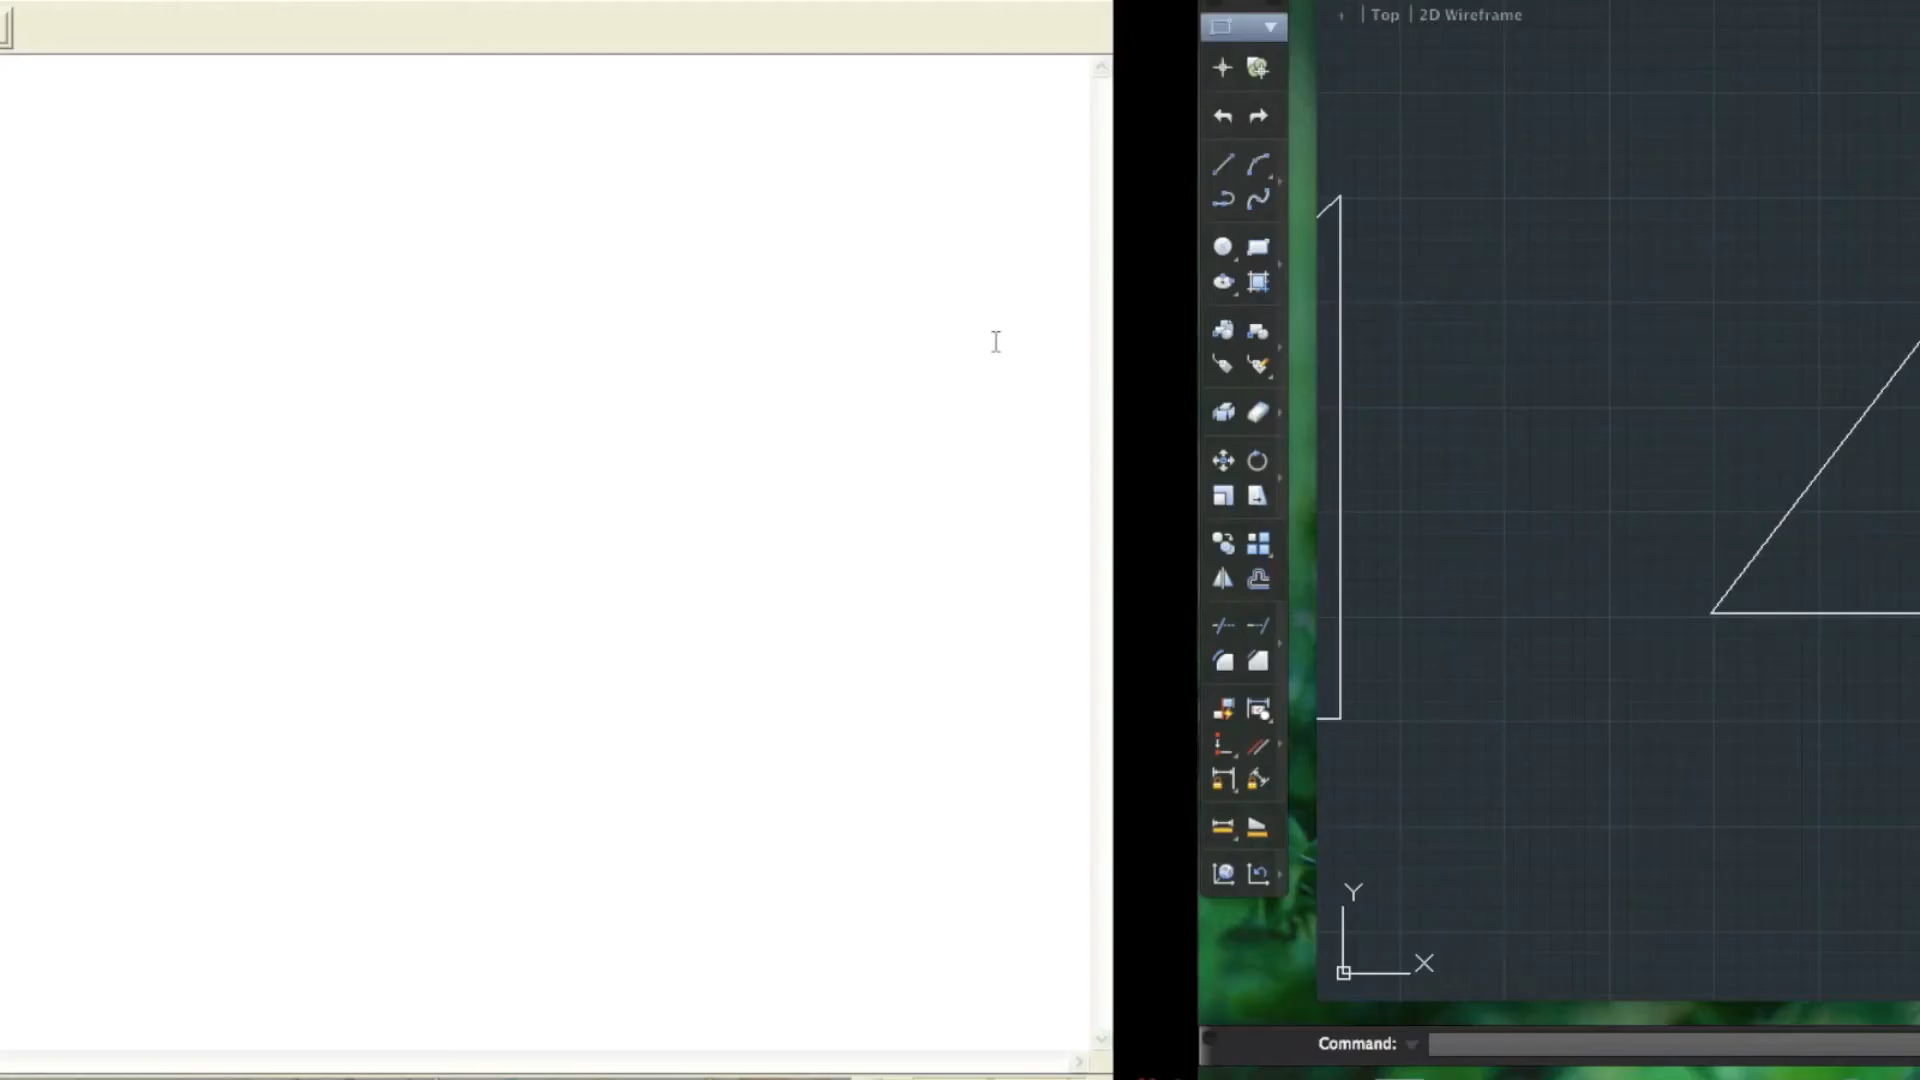 + | Top | 2D Wireframe
Y
X
Command: